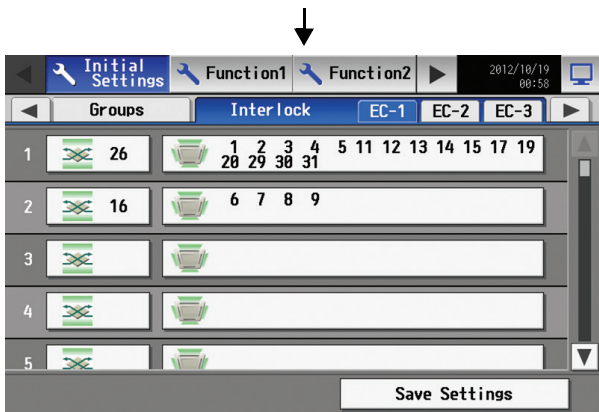 Initial Settings Function1 Function2 2012/10/19 00:58
Groups Interlock EC-1 EC-2 EC-3
1 26 1 2 3 4 5 11 12 13 14 15 17 19
20 29 30 31
2 16 6 7 8 9
3
4
5
Save Settings